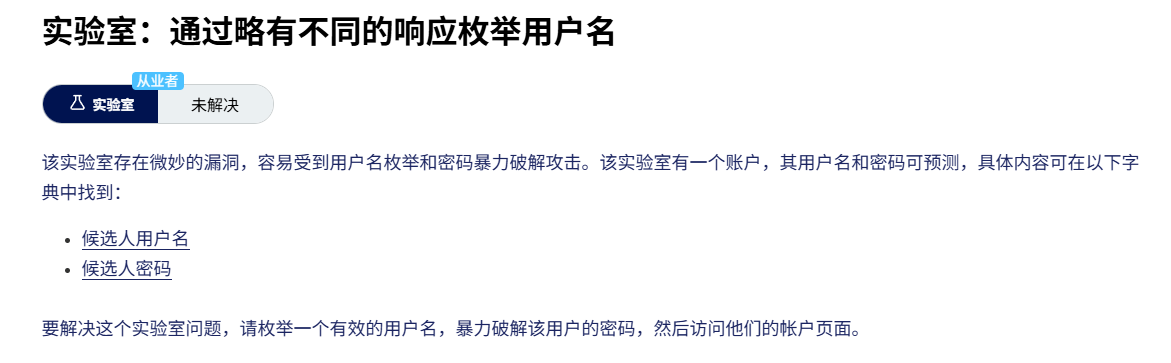 实验室：通过略有不同的响应枚举用户名
从业者
实验室
未解决
该实验室存在微妙的漏洞，容易受到用户名枚举和密码暴力破解攻击。该实验室有一个账户，其用户名和密码可预测，具体内容可在以下字
典中找到：
候选人用户名
候选人密码
要解决这个实验室问题，请枚举一个有效的用户名，暴力破解该用户的密码，然后访问他们的帐户页面。